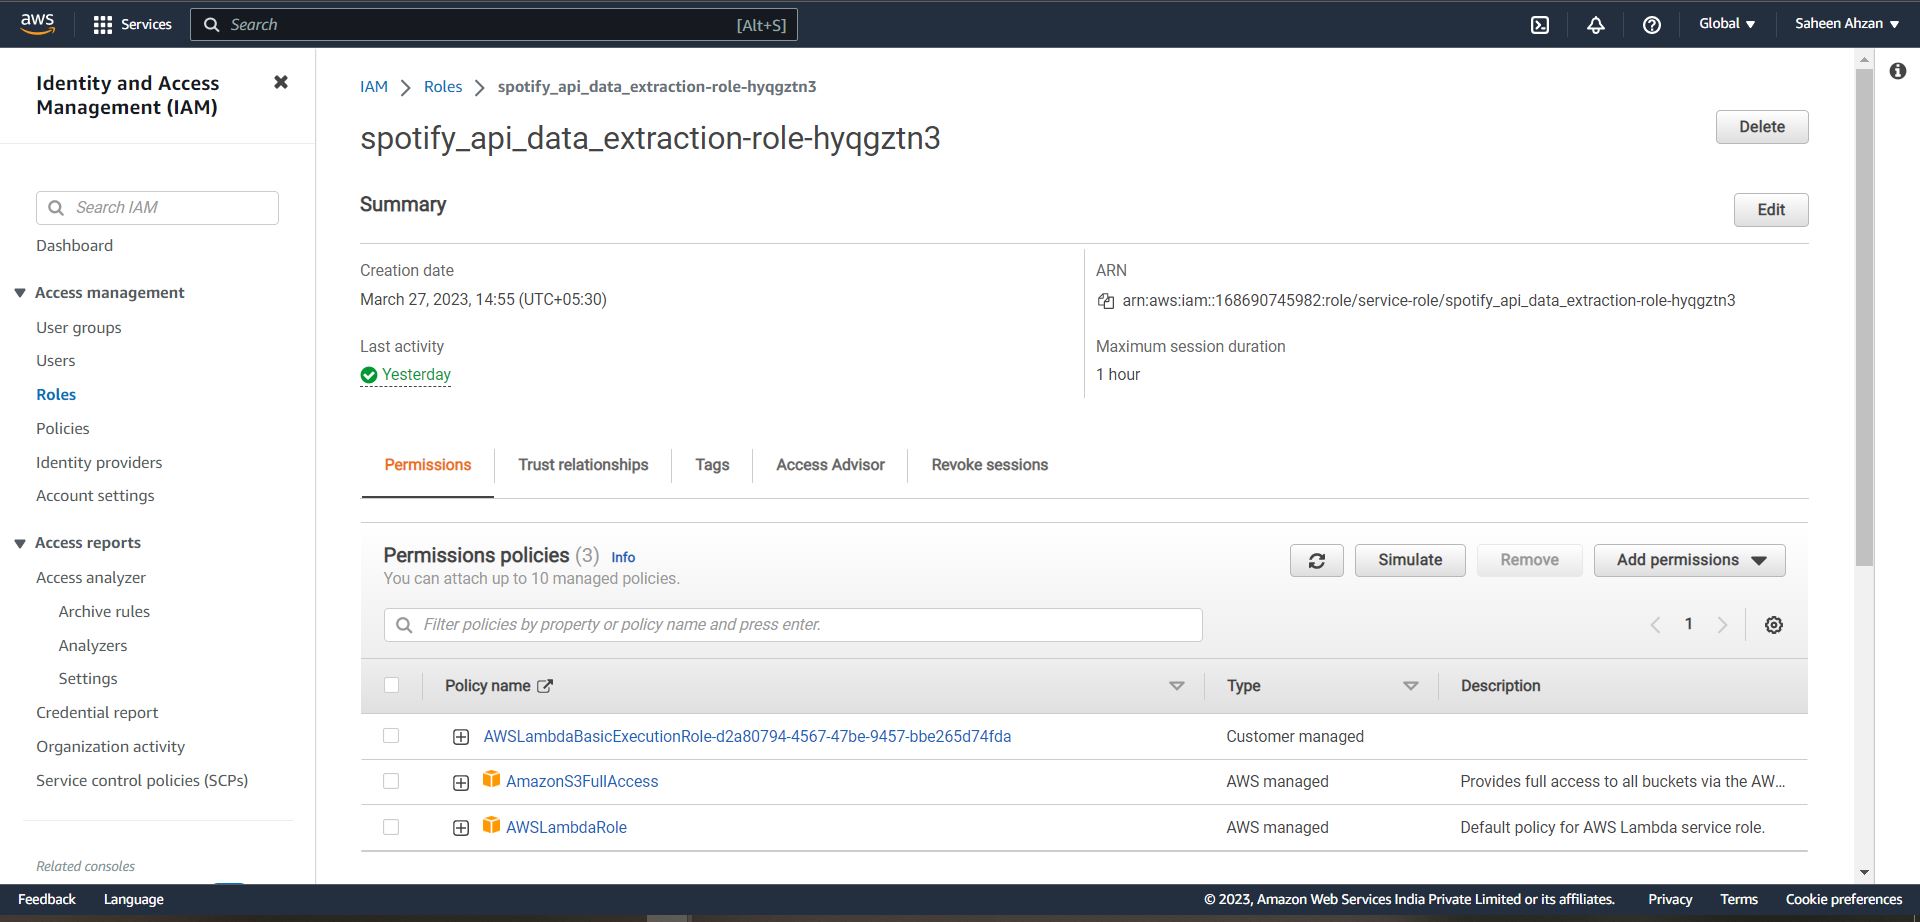 aws
Services
Search
[Alt+S]
Global
Saheen Ahzan
Identity and Access
Management (IAM)
Search IAM
Dashboard
Access management
User groups
Users
Roles
Policies
Identity providers
Account settings
Access reports
Access analyzer
Archive rules
Analyzers
Settings
Credential report
Organization activity
Service control policies (SCPs)
Related consoles
IAM
Roles
spotify_api_data_extraction-role-hyqgztn3
spotify_api_data_extraction-role-hyqgztn3
Delete
Summary
Edit
Creation date
March 27, 2023, 14:55 (UTC+05:30)
ARN
arn:aws:iam::168690745982:role/service-role/spotify_api_data_extraction-role-hyqgztn3
Last activity
Yesterday
Maximum session duration
1 hour
Permissions
Trust relationships
Tags
Access Advisor
Revoke sessions
Permissions policies (3) Info
You can attach up to 10 managed policies.
Simulate
Remove
Add permissions
Filter policies by property or policy name and press enter.
1
Policy name
Type
Description
AWSLambdaBasicExecutionRole-d2a80794-4567-47be-9457-bbe265d74fda
Customer managed
AmazonS3FullAccess
AWS managed
Provides full access to all buckets via the AW...
AWSLambdaRole
AWS managed
Default policy for AWS Lambda service role.
Feedback
Language
© 2023, Amazon Web Services India Private Limited or its affiliates.
Privacy
Terms
Cookie preferences